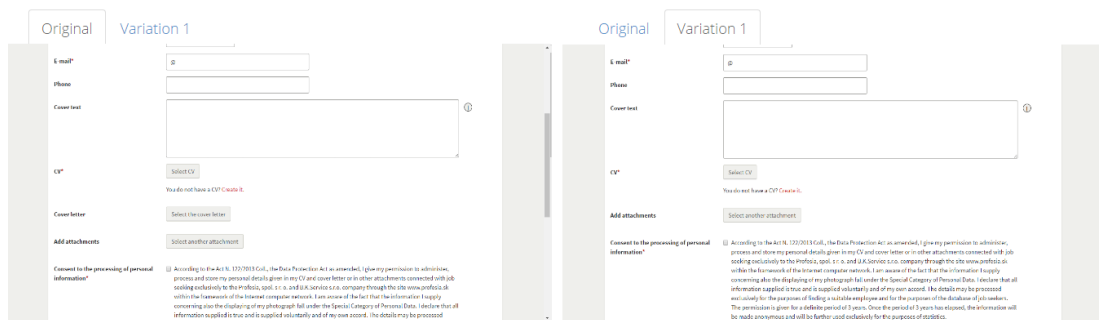 Original
Variation 1
E-mail*
@
Phone
Cover text
CV*
Select CV
You do not have a CV? Create it.
Cover letter
Select the cover letter
Add attachments
Select another attachment
Consent to the processing of personal
information*
According to the Act N. 122/2013 Coll., the Data Protection Act as amended, I give my permission to administer,
process and store my personal details given in my CV and cover letter or in other attachments connected with job
seeking exclusively to the Profesia, spol. s r. o. and U.K.Service s.r.o. company through the site www.profesia.sk
within the framework of the Internet computer network. I am aware of the fact that the information I supply
concerning also the displaying of my photograph fall under the Special Category of Personal Data. I declare that all
information supplied is true and is supplied voluntarily and of my own accord. The details may be processed
Original
Variation 1
E-mail*
@
Phone
Cover text
CV*
Select CV
You do not have a CV? Create it.
Add attachments
Select another attachment
Consent to the processing of personal
information*
According to the Act N. 122/2013 Coll., the Data Protection Act as amended, I give my permission to administer,
process and store my personal details given in my CV and cover letter or in other attachments connected with job
seeking exclusively to the Profesia, spol. s r. o. and U.K.Service s.r.o. company through the site www.profesia.sk
within the framework of the Internet computer network. I am aware of the fact that the information I supply
concerning also the displaying of my photograph fall under the Special Category of Personal Data. I declare that all
information supplied is true and is supplied voluntarily and of my own accord. The details may be processed
exclusively for the purposes of finding a suitable employee and for the purposes of the database of job seekers.
The permission is given for a definite period of 3 years. Once the period of 3 years has elapsed, the information will
be made anonymous and will be further used exclusively for the purposes of statistics.